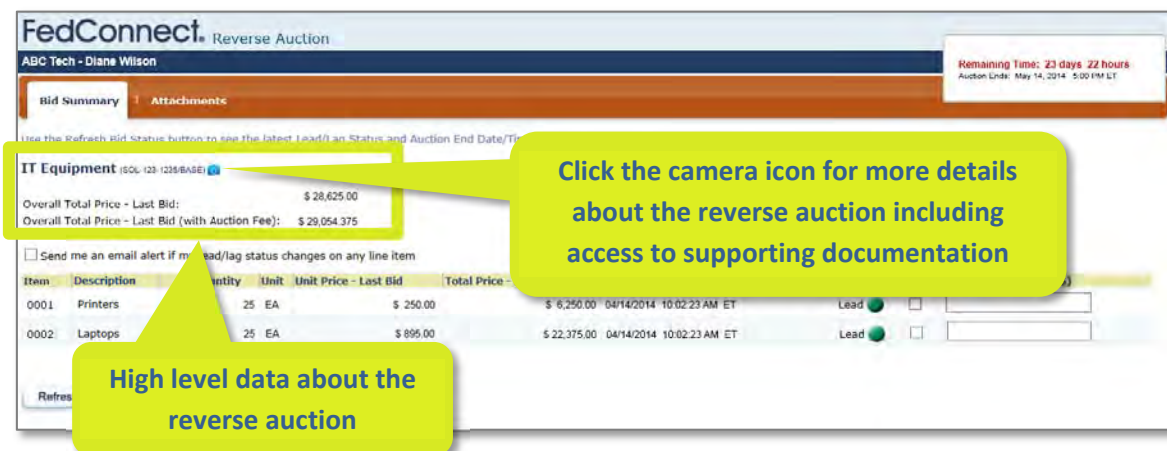 FedConnect. Reverse Auction
ABC Tech - Diane Wilson
Remaining Time: 23 days 22 hours
Auction Ends: May 14, 2014 5:00 PM ET
Bid Summary Attachments
Use the Refresh Bid Status button to see the latest Lead/Lag Status and Auction End Date/
IT Equipment (SOL-123-1235/BASE)
Overall Total Price - Last Bid: $ 28,625.00
Overall Total Price - Last Bid (with Auction Fee): $ 29,054.375
Click the camera icon for more details
about the reverse auction including
access to supporting documentation
Send me an email alert if my lead/lag status changes on any line item
Item Description Unit Unit Price - Last Bid Total Price -
0001 Printers 25 EA $ 250.00 $ 6,250.00 04/14/2014 10:02:23 AM ET Lead
0002 Laptops 25 EA $ 895.00 $ 22,375.00 04/14/2014 10:02:23 AM ET Lead
High level data about the
reverse auction
Refres